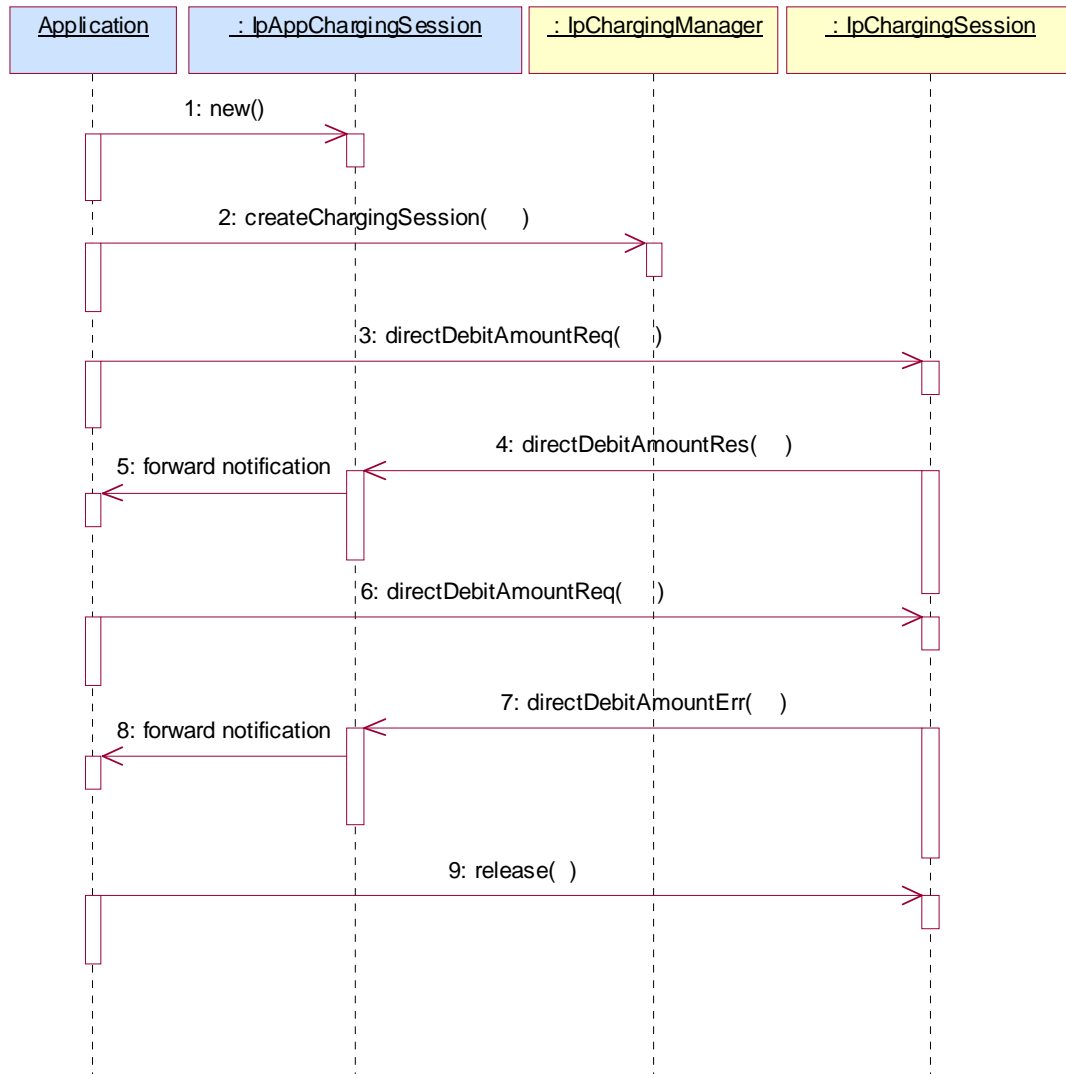 Application
: IpAppChargingSession
: IpChargingManager
: IpChargingSession
1: new()
2: createChargingSession( )
3: directDebitAmountReq( )
4: directDebitAmountRes( )
5: forward notification
6: directDebitAmountReq( )
7: directDebitAmountErr( )
8: forward notification
9: release( )